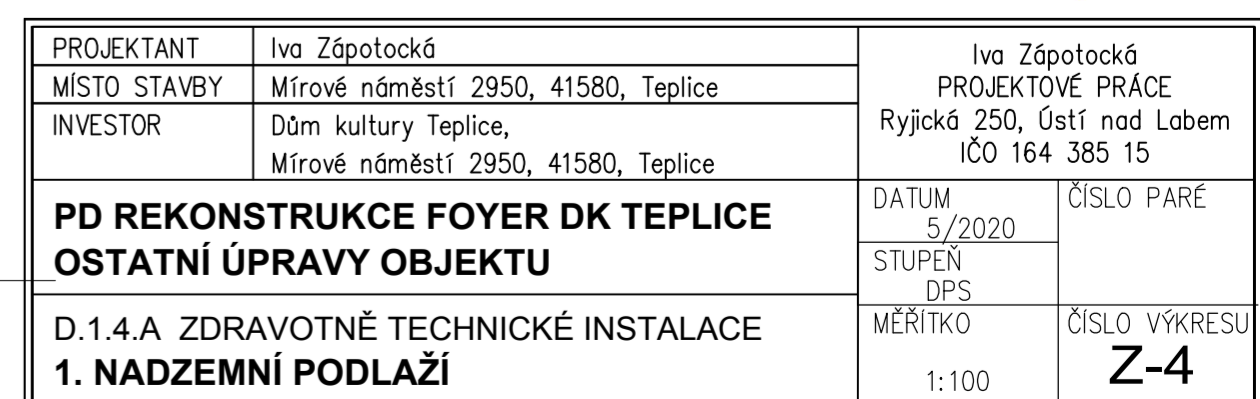 PROJEKTANT Iva Zápotocká
MÍSTO STAVBY Mírové náměstí 2950, 41580, Teplice
INVESTOR Dům kultury Teplice,
Mírové náměstí 2950, 41580, Teplice
Iva Zápotocká
PROJEKTOVÉ PRÁCE
Ryjická 250, Ústí nad Labem
IČO 164 385 15
PD REKONSTRUKCE FOYER DK TEPLICE
OSTATNÍ ÚPRAVY OBJEKTU
DATUM
5/2020
ČÍSLO PARÉ
STUPEŇ
DPS
D.1.4.A ZDRAVOTNĚ TECHNICKÉ INSTALACE
1. NADZEMNÍ PODLAŽÍ
MĚŘÍTKO
1:100
ČÍSLO VÝKRESU
Z-4